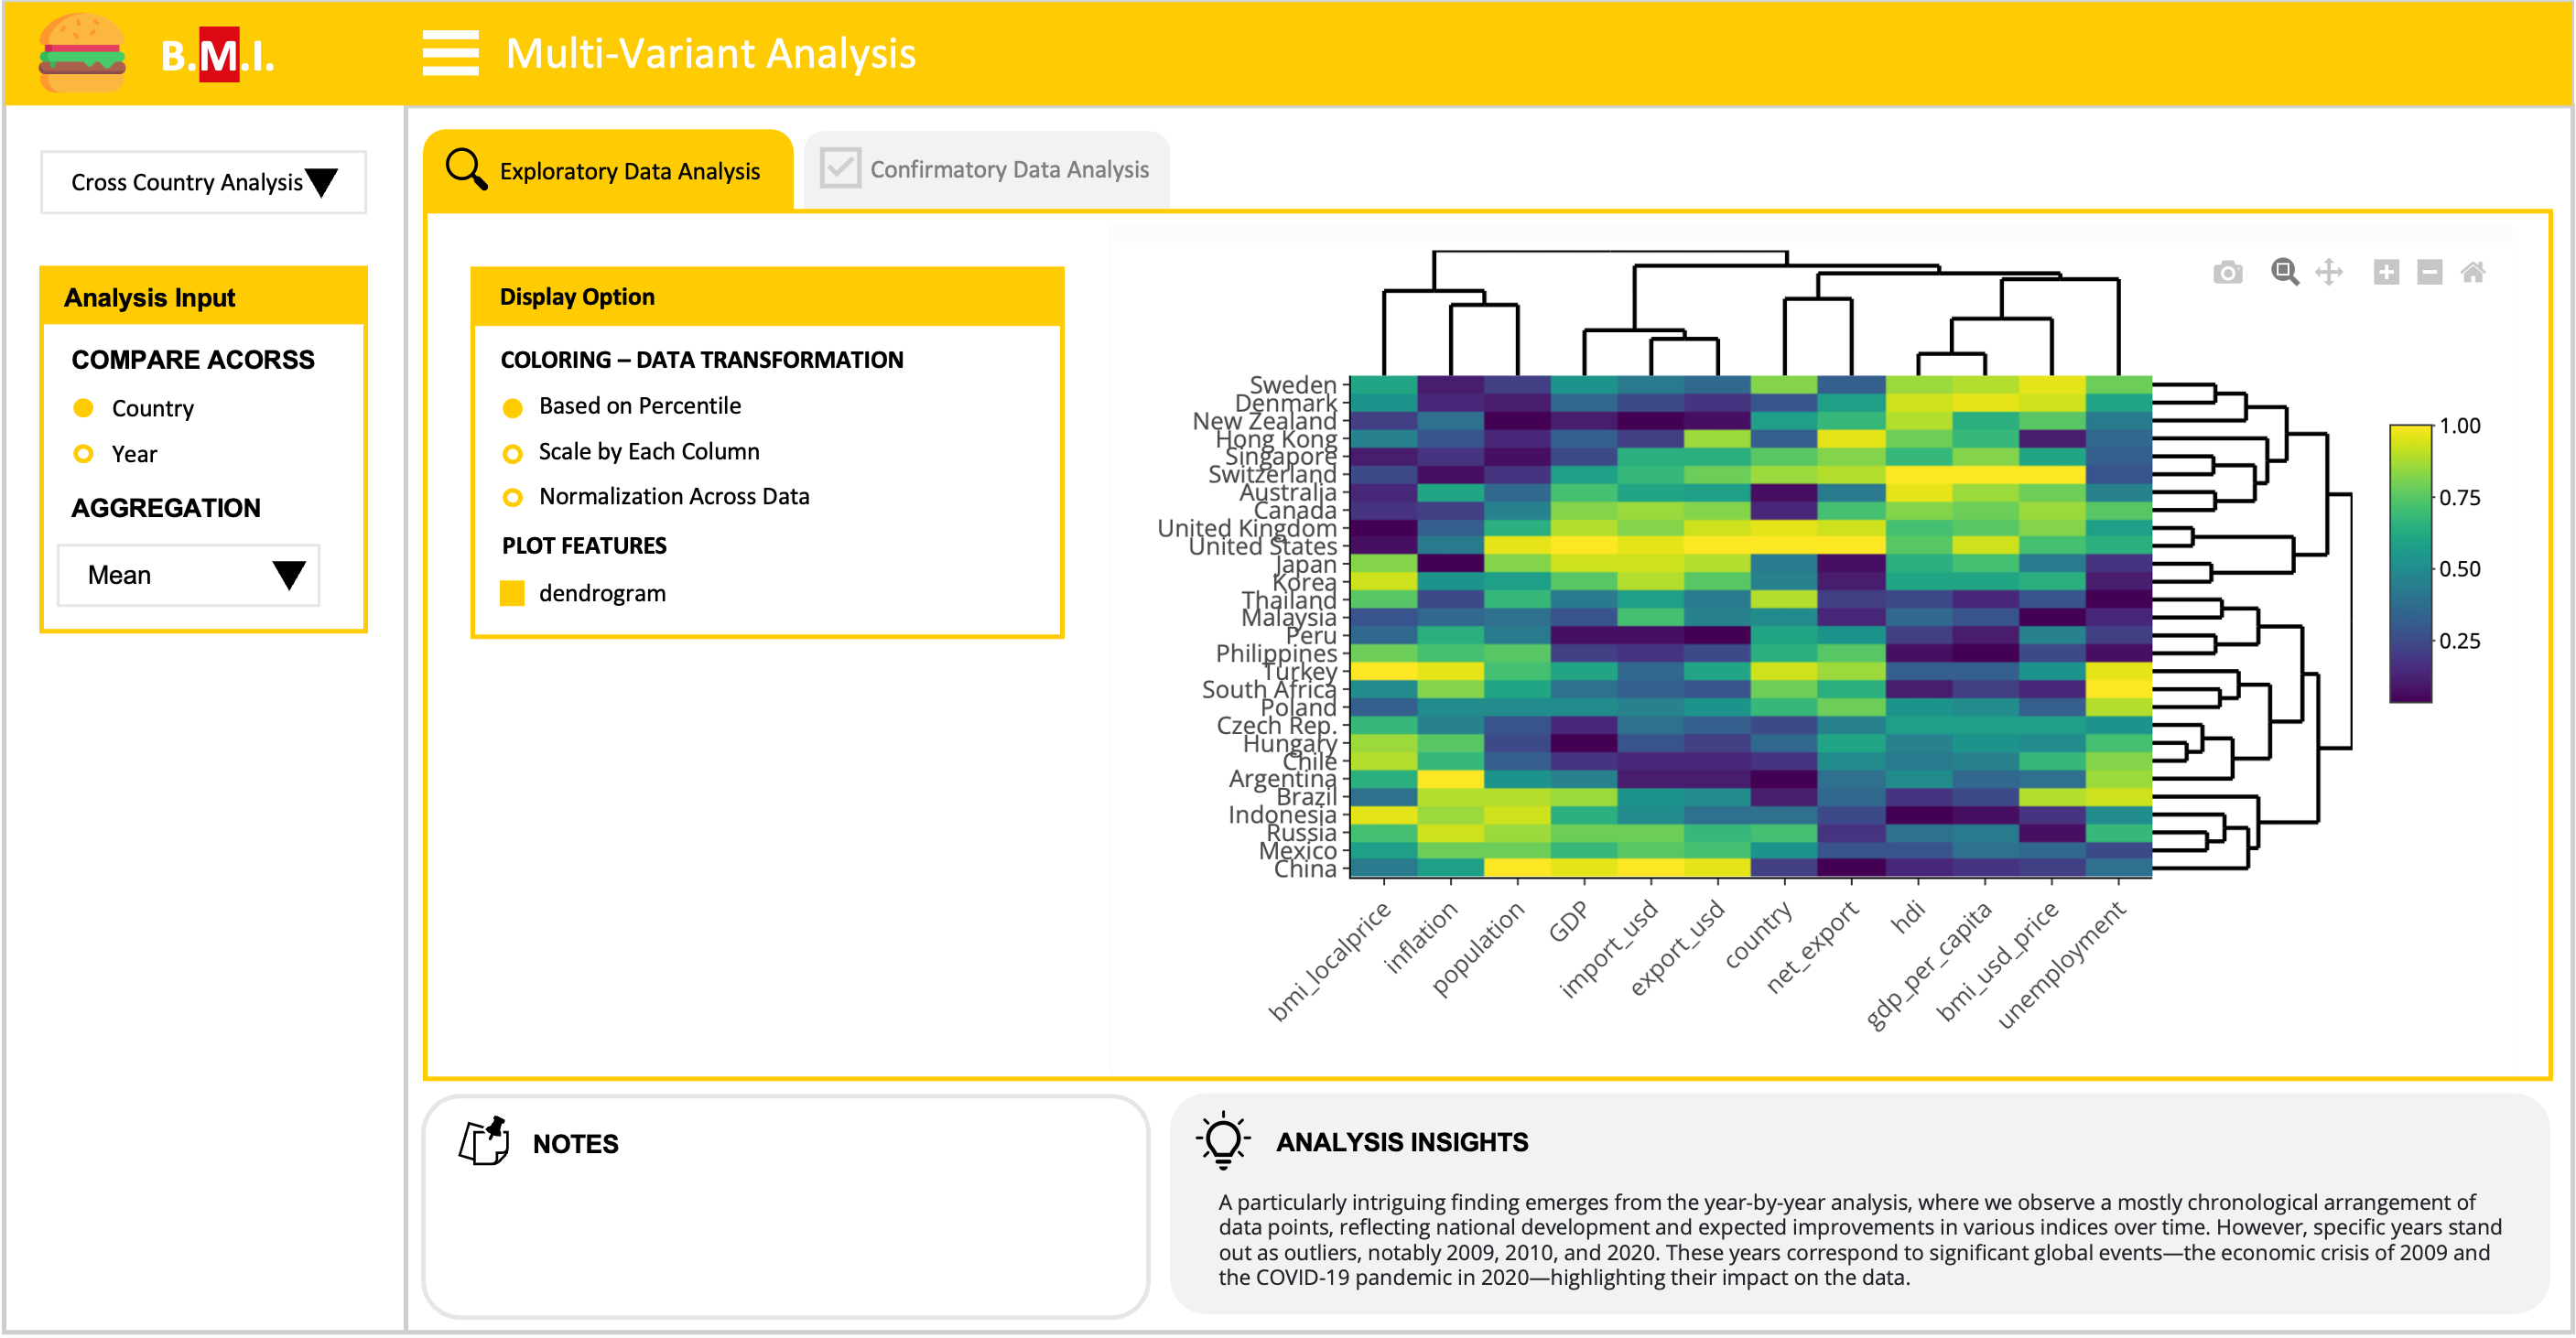 B.M.I.
Multi-Variant Analysis
Cross Country Analysis
Exploratory Data Analysis
Confirmatory Data Analysis
Analysis Input
COMPARE ACORSS
Country
Year
AGGREGATION
Mean
Display Option
COLORING – DATA TRANSFORMATION
Based on Percentile
Scale by Each Column
Normalization Across Data
PLOT FEATURES
dendrogram
Sweden
Denmark
New Zealand
Hong Kong
Singapore
Switzerland
Australia
Canada
United Kingdom
United States
Japan
Korea
Thailand
Malaysia
Peru
Philippines
Turkey
South Africa
Poland
Czech Rep.
Hungary
Chile
Argentina
Brazil
Indonesia
Russia
Mexico
China
bmi_localprice
inflation
population
GDP
import_usd
export_usd
country
net_export
hdi
gdp_per_capita
bmi_usd_price
unemployment
1.00
0.75
0.50
0.25
NOTES
ANALYSIS INSIGHTS
A particularly intriguing finding emerges from the year-by-year analysis, where we observe a mostly chronological arrangement of
data points, reflecting national development and expected improvements in various indices over time. However, specific years stand
out as outliers, notably 2009, 2010, and 2020. These years correspond to significant global events—the economic crisis of 2009 and
the COVID-19 pandemic in 2020—highlighting their impact on the data.